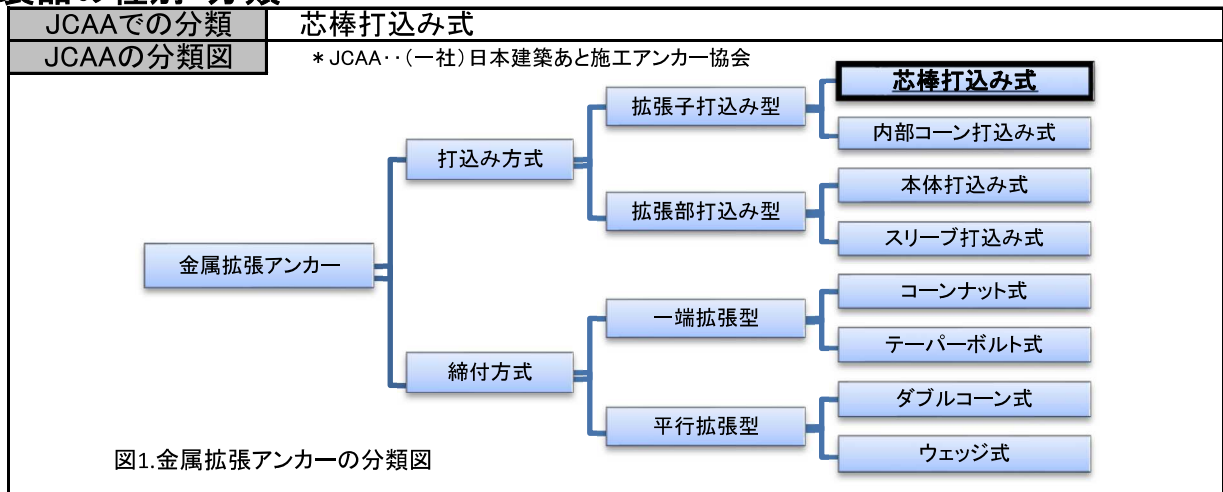 JCAAでの分類 芯棒打込み式
JCAAの分類図 *JCAA‥(一社)日本建築あと施工アンカー協会
芯棒打込み式
拡張子打込み型
内部コーン打込み式
打込み方式
本体打込み式
拡張部打込み型
スリーブ打込み式
金属拡張アンカー
コーンナット式
一端拡張型
テーパーボルト式
締付方式
ダブルコーン式
平行拡張型
ウェッジ式
図1.金属拡張アンカーの分類図